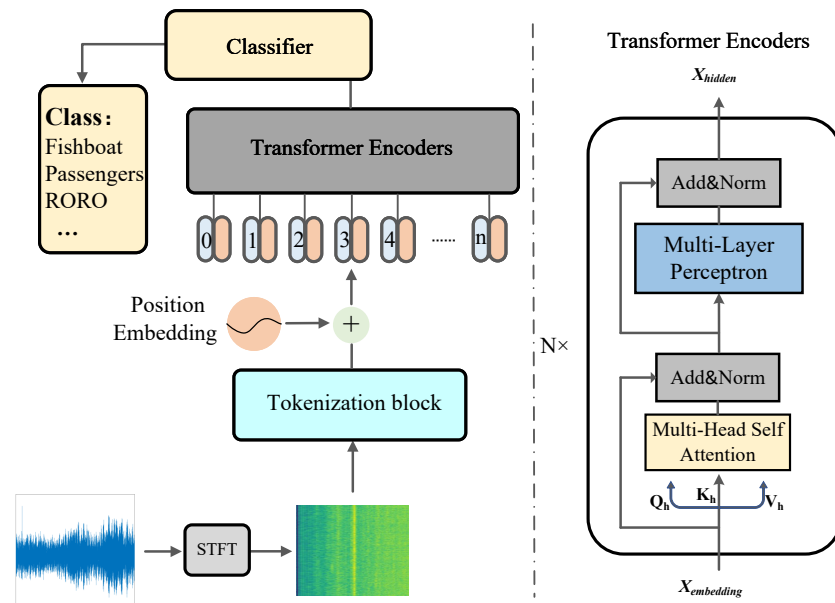 Classifier
Class：
Fishboat
Passengers
RORO
...
Transformer Encoders
0 1 2 3 4 ...... n
Position
Embedding
+
Tokenization block
STFT
Transformer Encoders
X_hidden
Add&Norm
Multi-Layer
Perceptron
N×
Add&Norm
Multi-Head Self
Attention
Q_h K_h V_h
X_embedding